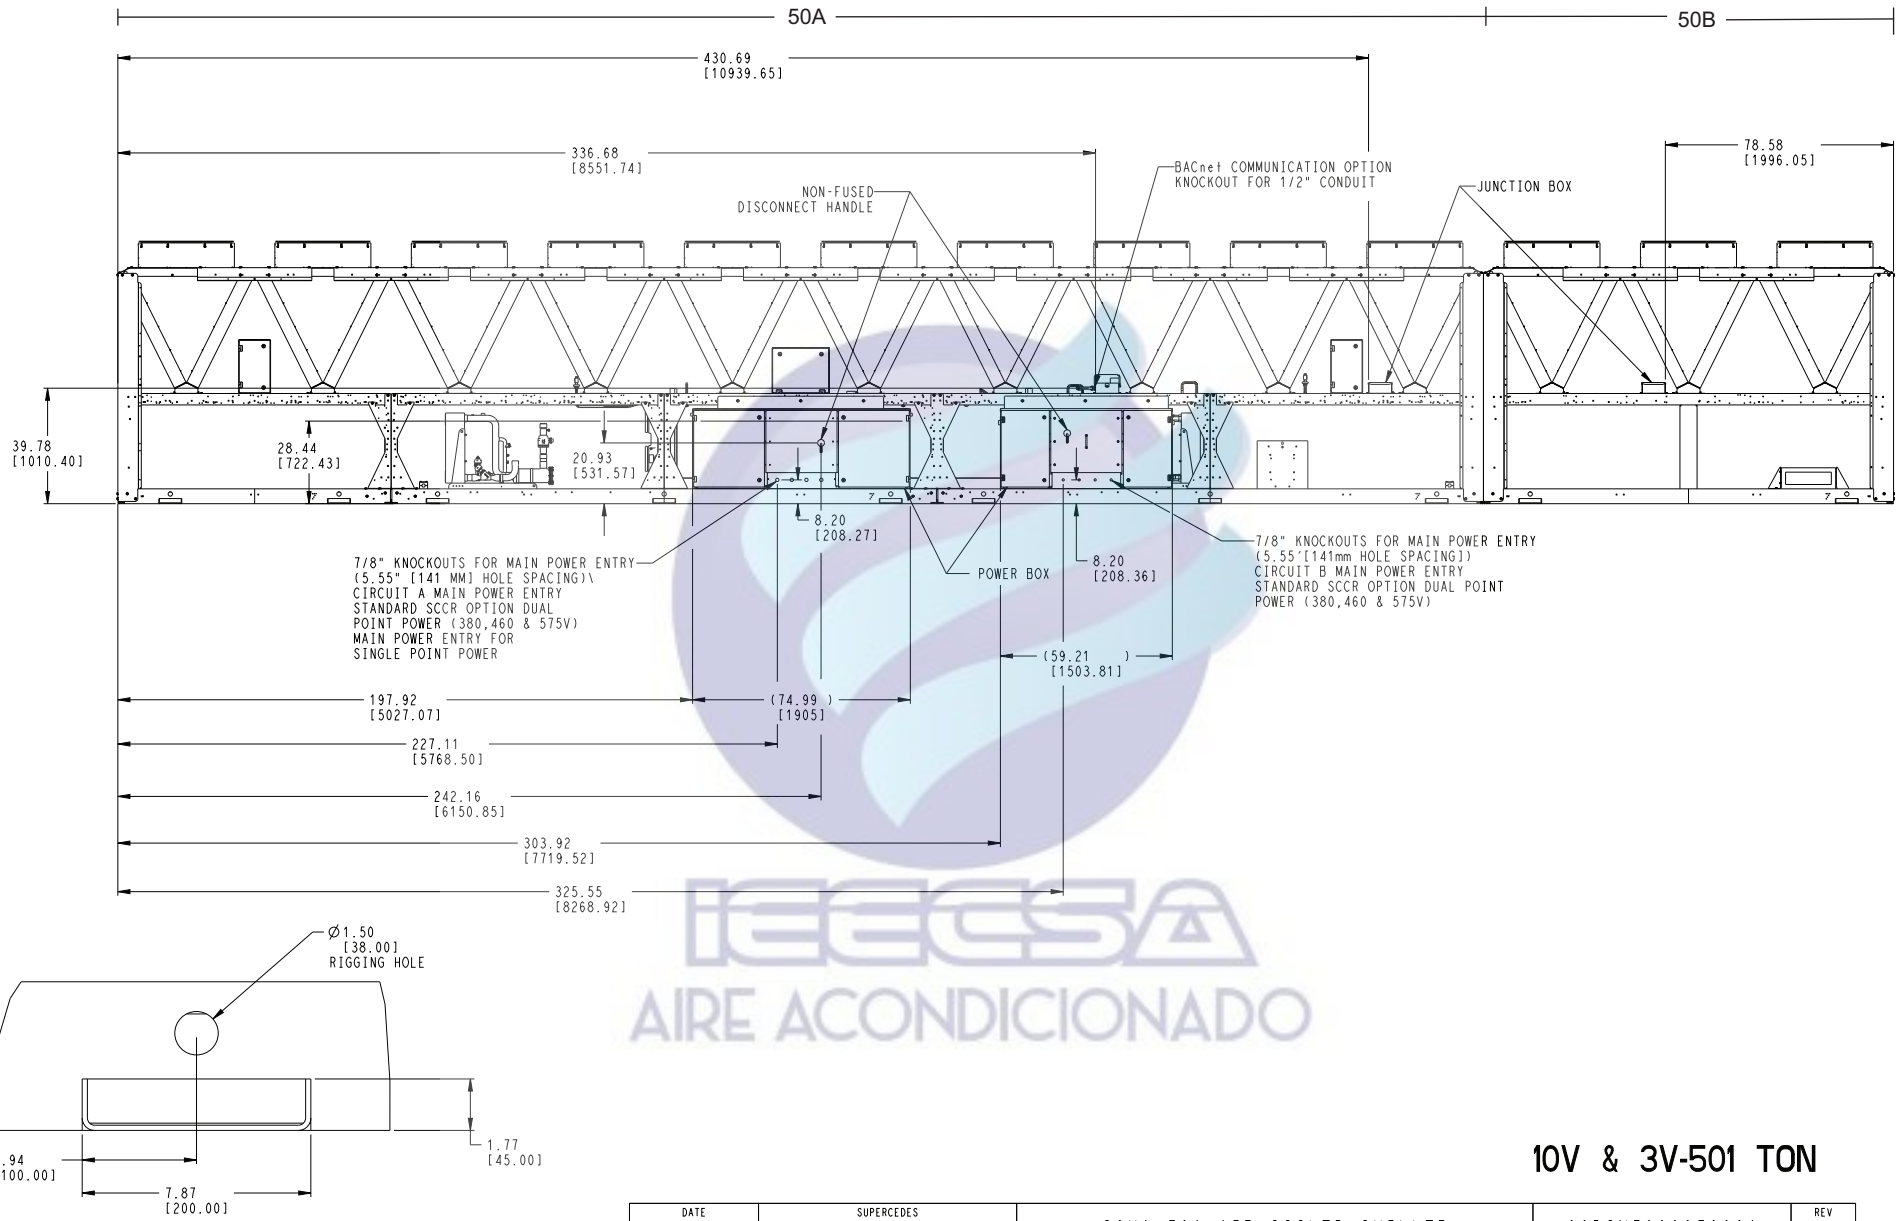 50A
50B
430.69
[10939.65]
336.68
[8551.74]
78.58
[1996.05]
BACnet COMMUNICATION OPTION
KNOCKOUT FOR 1/2" CONDUIT
JUNCTION BOX
NON-FUSED
DISCONNECT HANDLE
39.78
[1010.40]
28.44
[722.43]
20.93
[531.57]
8.20
[208.27]
7/8" KNOCKOUTS FOR MAIN POWER ENTRY
(5.55" [141 MM] HOLE SPACING)\
CIRCUIT A MAIN POWER ENTRY
STANDARD SCCR OPTION DUAL
POINT POWER (380,460 & 575V)
MAIN POWER ENTRY FOR
SINGLE POINT POWER
POWER BOX
8.20
[208.36]
7/8" KNOCKOUTS FOR MAIN POWER ENTRY
(5.55'[141mm HOLE SPACING])
CIRCUIT B MAIN POWER ENTRY
STANDARD SCCR OPTION DUAL POINT
POWER (380,460 & 575V)
(59.21 )
[1503.81]
197.92
[5027.07]
(74.99 )
[1905]
227.11
[5768.50]
242.16
[6150.85]
303.92
[7719.52]
325.55
[8268.92]
IEECSA
AIRE ACONDICIONADO
Ø1.50
[38.00]
RIGGING HOLE
1.77
[45.00]
.94
100.00]
7.87
[200.00]
10V & 3V-501 TON
DATE
SUPERCEDES
REV